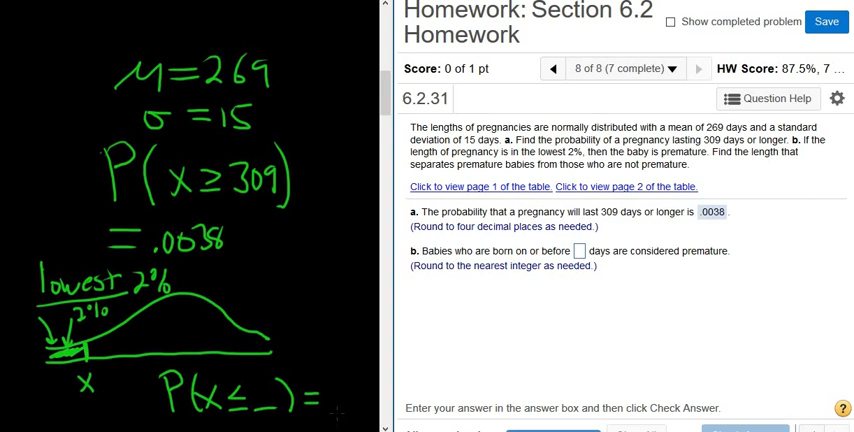 μ = 269
σ = 15
P(x ≥ 309)
= .0038
lowest 2%
2%
x
P(x ≤ _) =
Homework: Section 6.2
Homework
Show completed problem
Save
Score: 0 of 1 pt
8 of 8 (7 complete)
HW Score: 87.5%, 7 ...
6.2.31
Question Help
The lengths of pregnancies are normally distributed with a mean of 269 days and a standard
deviation of 15 days. a. Find the probability of a pregnancy lasting 309 days or longer. b. If the
length of pregnancy is in the lowest 2%, then the baby is premature. Find the length that
separates premature babies from those who are not premature.
Click to view page 1 of the table. Click to view page 2 of the table.
a. The probability that a pregnancy will last 309 days or longer is .0038 .
(Round to four decimal places as needed.)
b. Babies who are born on or before days are considered premature.
(Round to the nearest integer as needed.)
Enter your answer in the answer box and then click Check Answer.
?